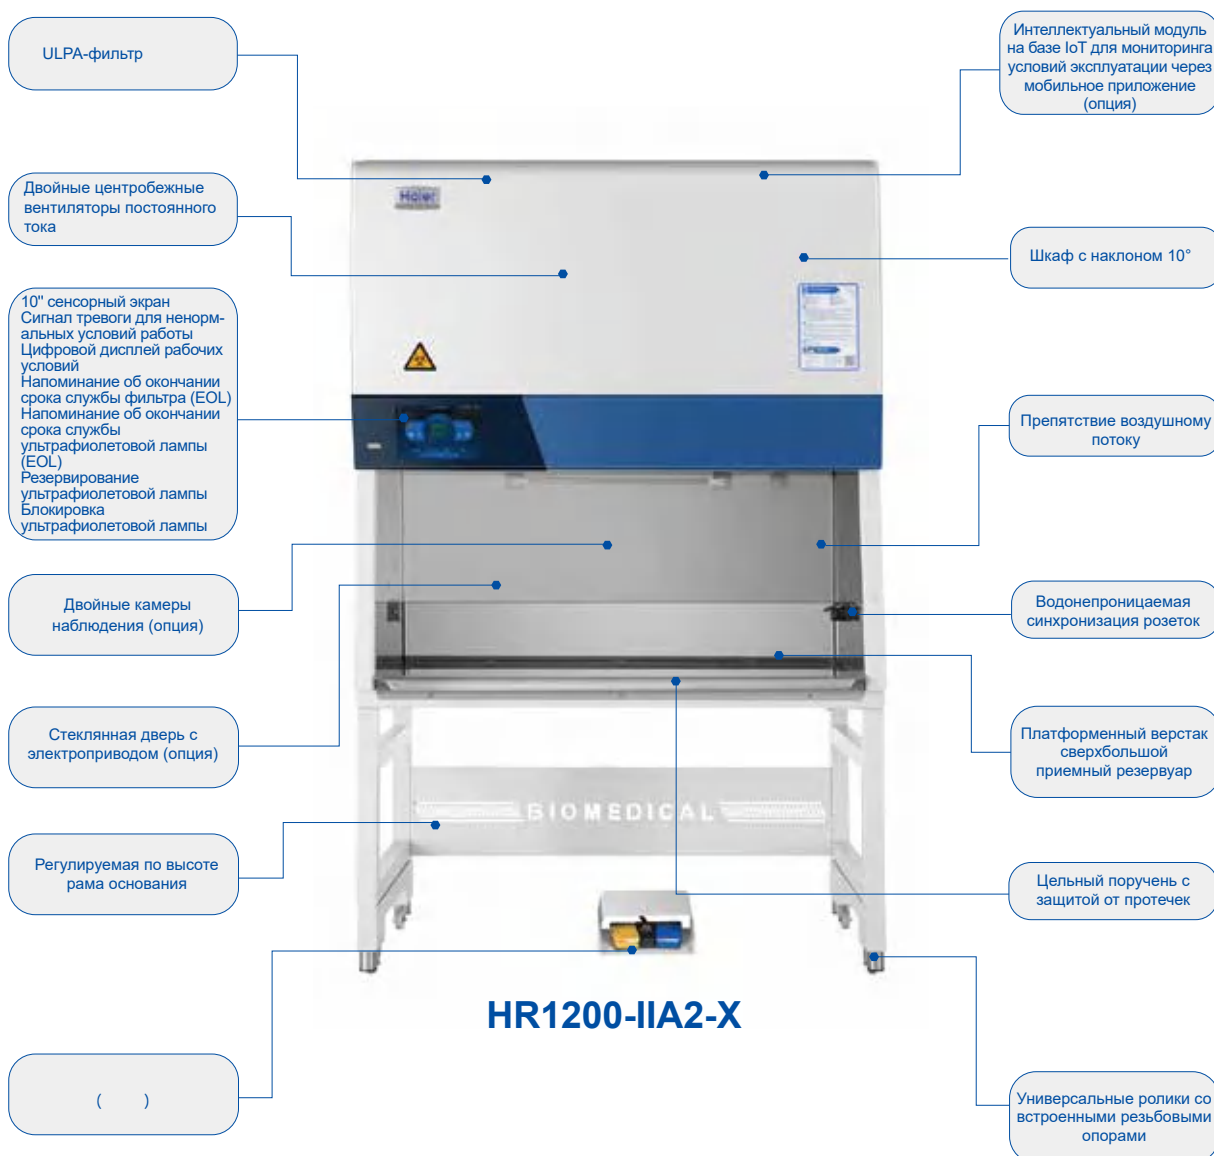 ULPA-фильтр
Двойные центробежные
вентиляторы постоянного
тока
10" сенсорный экран
Сигнал тревоги для ненорм-
альных условий работы
Цифровой дисплей рабочих
условий
Напоминание об окончании
срока службы фильтра (EOL)
Напоминание об окончании
срока службы
ультрафиолетовой лампы
(EOL)
Резервирование
ультрафиолетовой лампы
Блокировка
ультрафиолетовой лампы
Двойные камеры
наблюдения (опция)
Стеклянная дверь с
электроприводом (опция)
Регулируемая по высоте
рама основания
( )
Haier
BIOMEDICAL
HR1200-IIA2-X
Интеллектуальный модуль
на базе IoT для мониторинга
условий эксплуатации через
мобильное приложение
(опция)
Шкаф с наклоном 10°
Препятствие воздушному
потоку
Водонепроницаемая
синхронизация розеток
Платформенный верстак
сверхбольшой
приемный резервуар
Цельный поручень с
защитой от протечек
Универсальные ролики со
встроенными резьбовыми
опорами